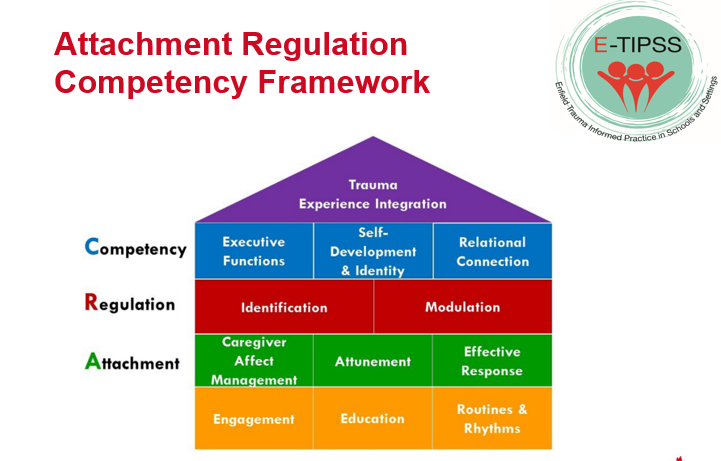 Attachment Regulation
Competency Framework
E-TIPSS
Enfield Trauma Informed Practice in Schools and Settings
Trauma
Experience Integration
Competency
Executive
Functions
Self-
Development
& Identity
Relational
Connection
Regulation
Identification
Modulation
Attachment
Caregiver
Affect
Management
Attunement
Effective
Response
Engagement
Education
Routines &
Rhythms